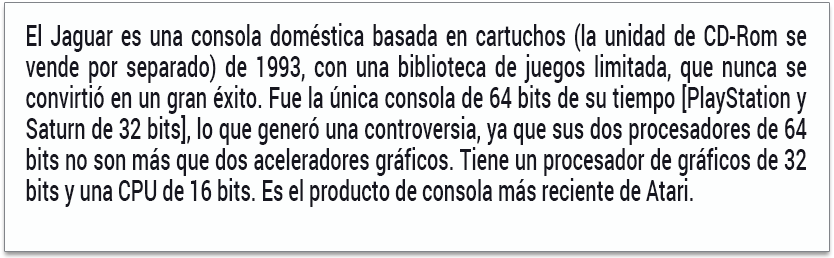 El Jaguar es una consola doméstica basada en cartuchos (la unidad de CD-Rom se
vende por separado) de 1993, con una biblioteca de juegos limitada, que nunca se
convirtió en un gran éxito. Fue la única consola de 64 bits de su tiempo [PlayStation y
Saturn de 32 bits], lo que generó una controversia, ya que sus dos procesadores de 64
bits no son más que dos aceleradores gráficos. Tiene un procesador de gráficos de 32
bits y una CPU de 16 bits. Es el producto de consola más reciente de Atari.